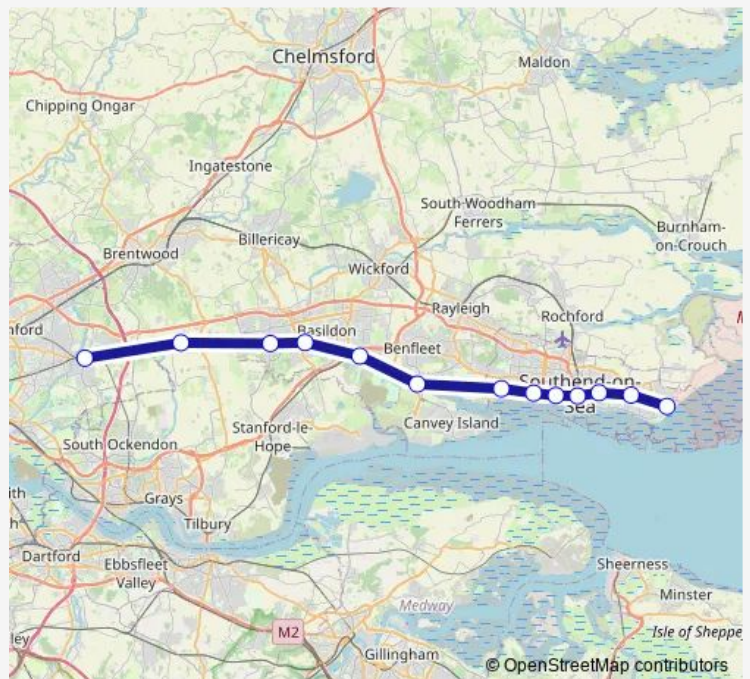 Chelmsford
Maldon
Chipping Ongar
Ingatestone
South Woodham
Ferrers
Burnham-
on-Crouch
Brentwood
Billericay
Wickford
Rayleigh
Rochford
nford
Basildon
Benfleet
M
Southend-on-
Sea
Canvey Island
Stanford-le-
Hope
South Ockendon
Grays
Tilbury
ith
h
Dartford
Ebbsfleet
Valley
Sheerness
Minster
Medway
M2
Isle of Sheppe
ley
Gillingham
© OpenStreetMap contributors